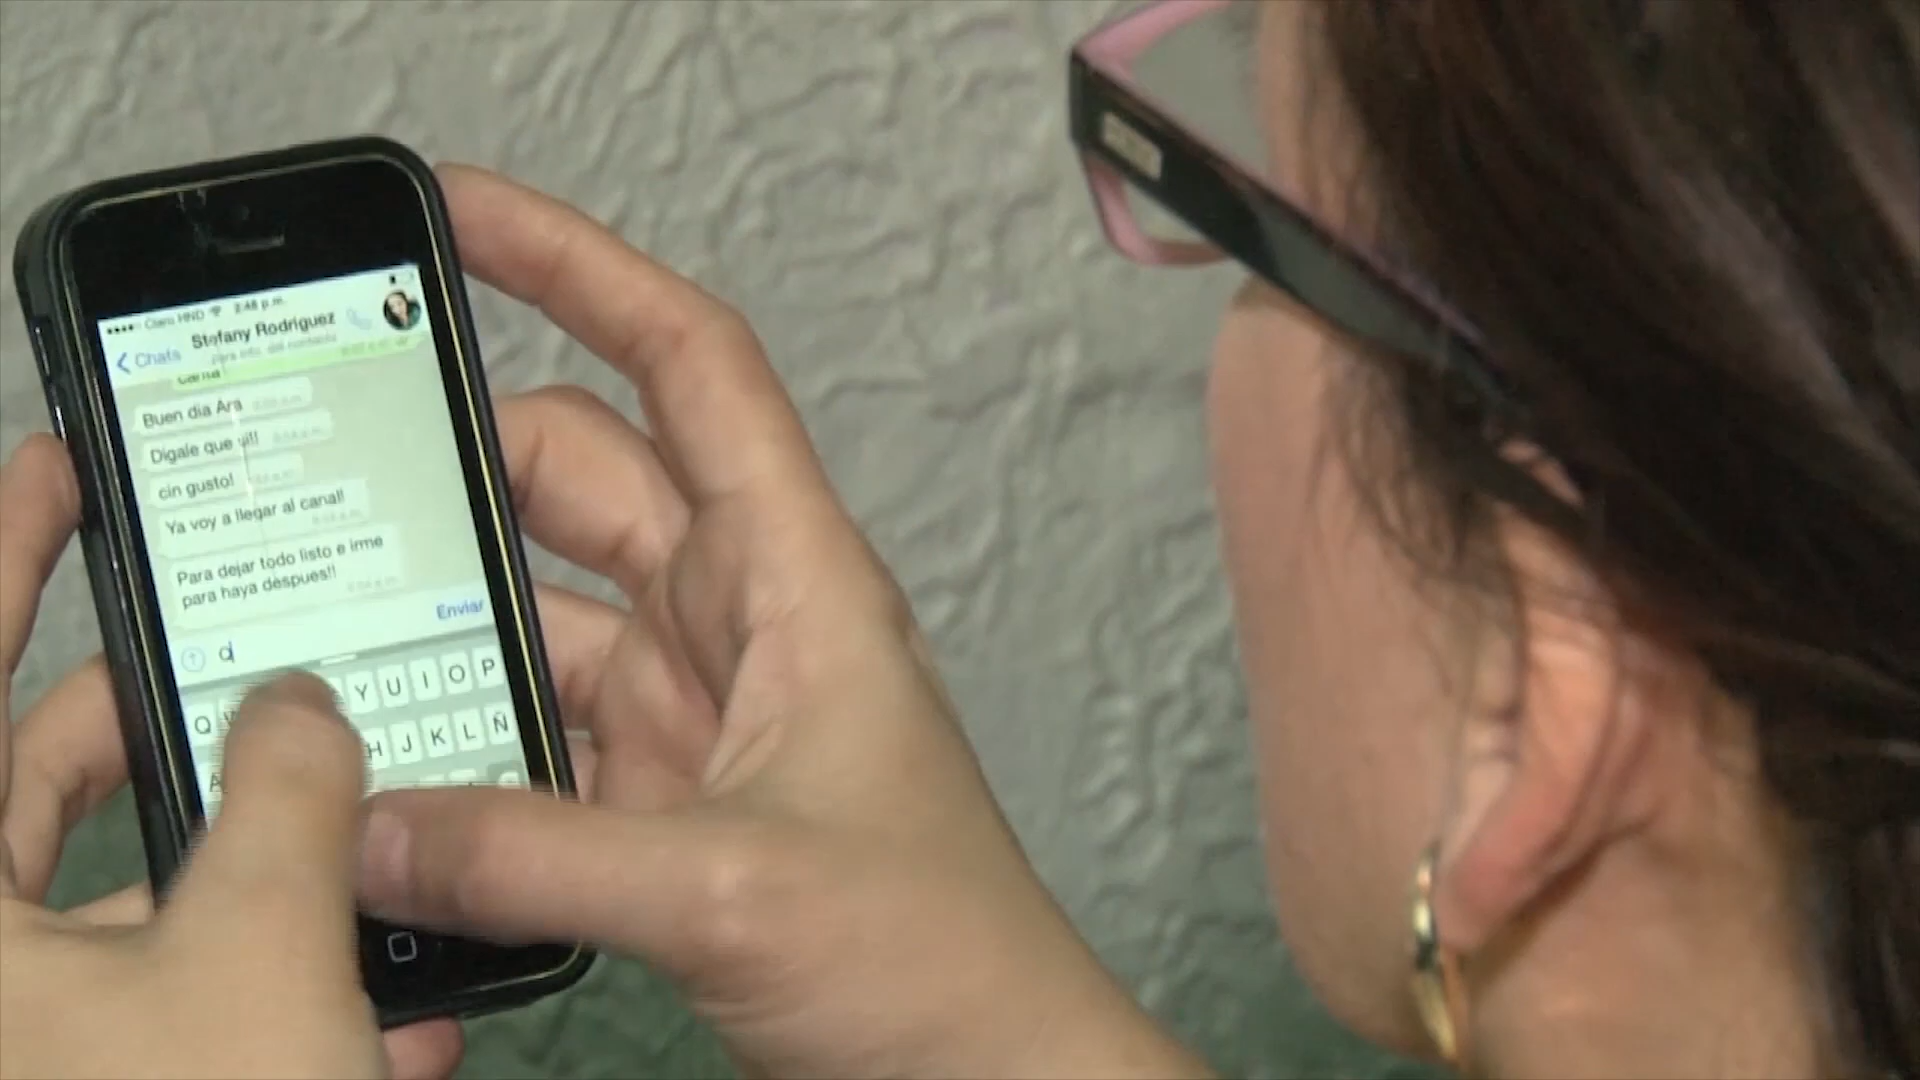 Claro HND 2:48 p.m.
Chats
Stefany Rodriguez
Buen dia Ara
Digale que
cin gusto!
Ya voy a llegar al canal!
Para dejar todo listo e irme
para haya despues!!
Enviar
Q
Y U I O P
H J K L Ñ
A